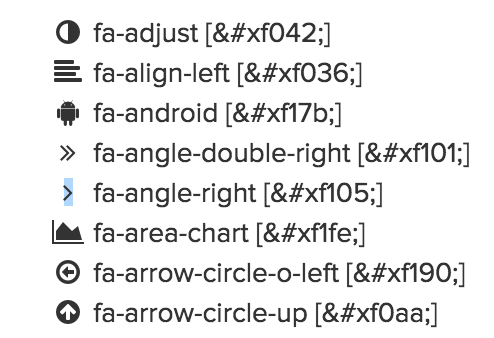 fa-adjust [&#xf042;]
fa-align-left [&#xf036;]
fa-android [&#xf17b;]
fa-angle-double-right [&#xf101;]
fa-angle-right [&#xf105;]
fa-area-chart [&#xf1fe;]
fa-arrow-circle-o-left [&#xf190;]
fa-arrow-circle-up [&#xf0aa;]